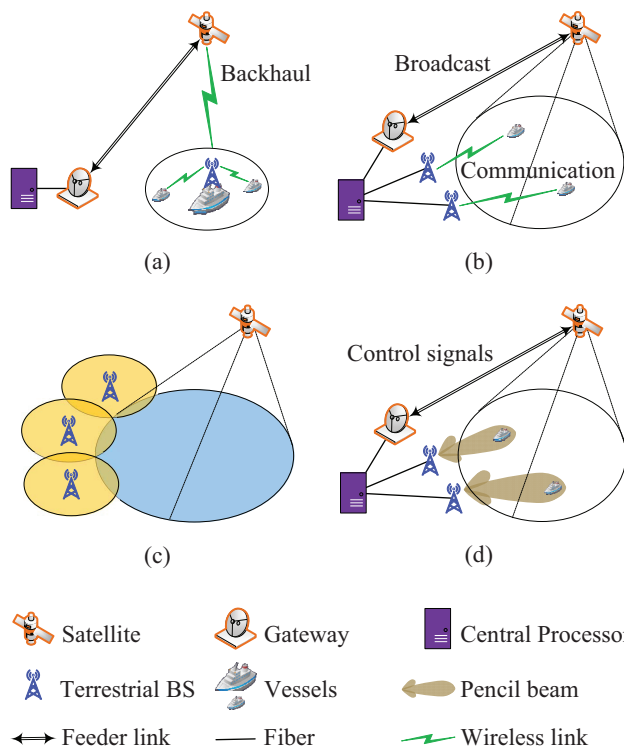 Backhaul
Broadcast
Communication
(a)
(b)
Control signals
(c)
(d)
Satellite
Gateway
Central Processor
Terrestrial BS
Vessels
Pencil beam
Feeder link
Fiber
Wireless link